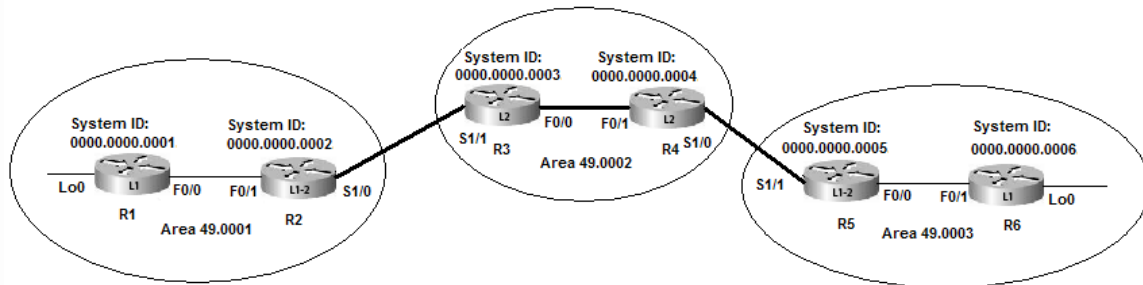 System ID:
0000.0000.0001
System ID:
0000.0000.0002
Lo0
L1
F0/0
F0/1
L1-2
S1/0
R1
R2
Area 49.0001
System ID:
0000.0000.0003
System ID:
0000.0000.0004
L2
F0/0
F0/1
L2
S1/1
S1/0
R3
R4
Area 49.0002
System ID:
0000.0000.0005
System ID:
0000.0000.0006
S1/1
L1-2
F0/0
F0/1
L1
Lo0
R5
R6
Area 49.0003